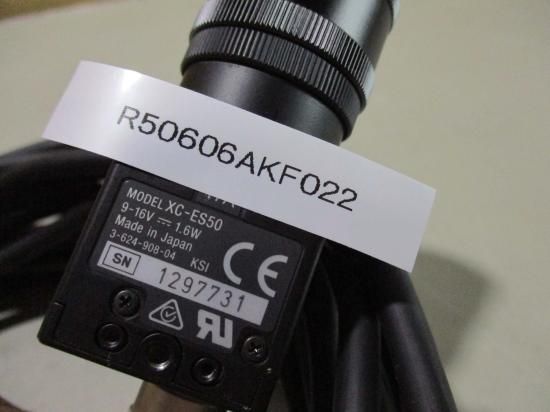 R50606AKF022
MODEL XC-ES50
9-16V ⎓ 1.6W
Made in Japan
3-624-908-04 KSI
CE
SN 1297731